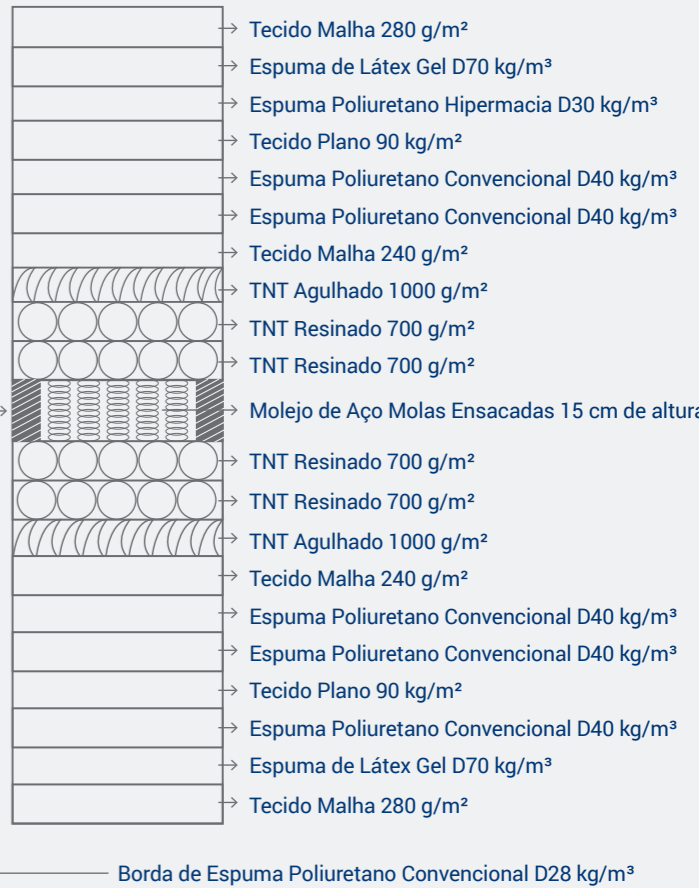 Tecido Malha 280 g/m²
Espuma de Látex Gel D70 kg/m³
Espuma Poliuretano Hipermacia D30 kg/m³
Tecido Plano 90 kg/m²
Espuma Poliuretano Convencional D40 kg/m³
Espuma Poliuretano Convencional D40 kg/m³
Tecido Malha 240 g/m²
TNT Agulhado 1000 g/m²
TNT Resinado 700 g/m²
TNT Resinado 700 g/m²
Molejo de Aço Molas Ensacadas 15 cm de altura
TNT Resinado 700 g/m²
TNT Resinado 700 g/m²
TNT Agulhado 1000 g/m²
Tecido Malha 240 g/m²
Espuma Poliuretano Convencional D40 kg/m³
Espuma Poliuretano Convencional D40 kg/m³
Tecido Plano 90 kg/m²
Espuma Poliuretano Convencional D40 kg/m³
Espuma de Látex Gel D70 kg/m³
Tecido Malha 280 g/m²
Borda de Espuma Poliuretano Convencional D28 kg/m³